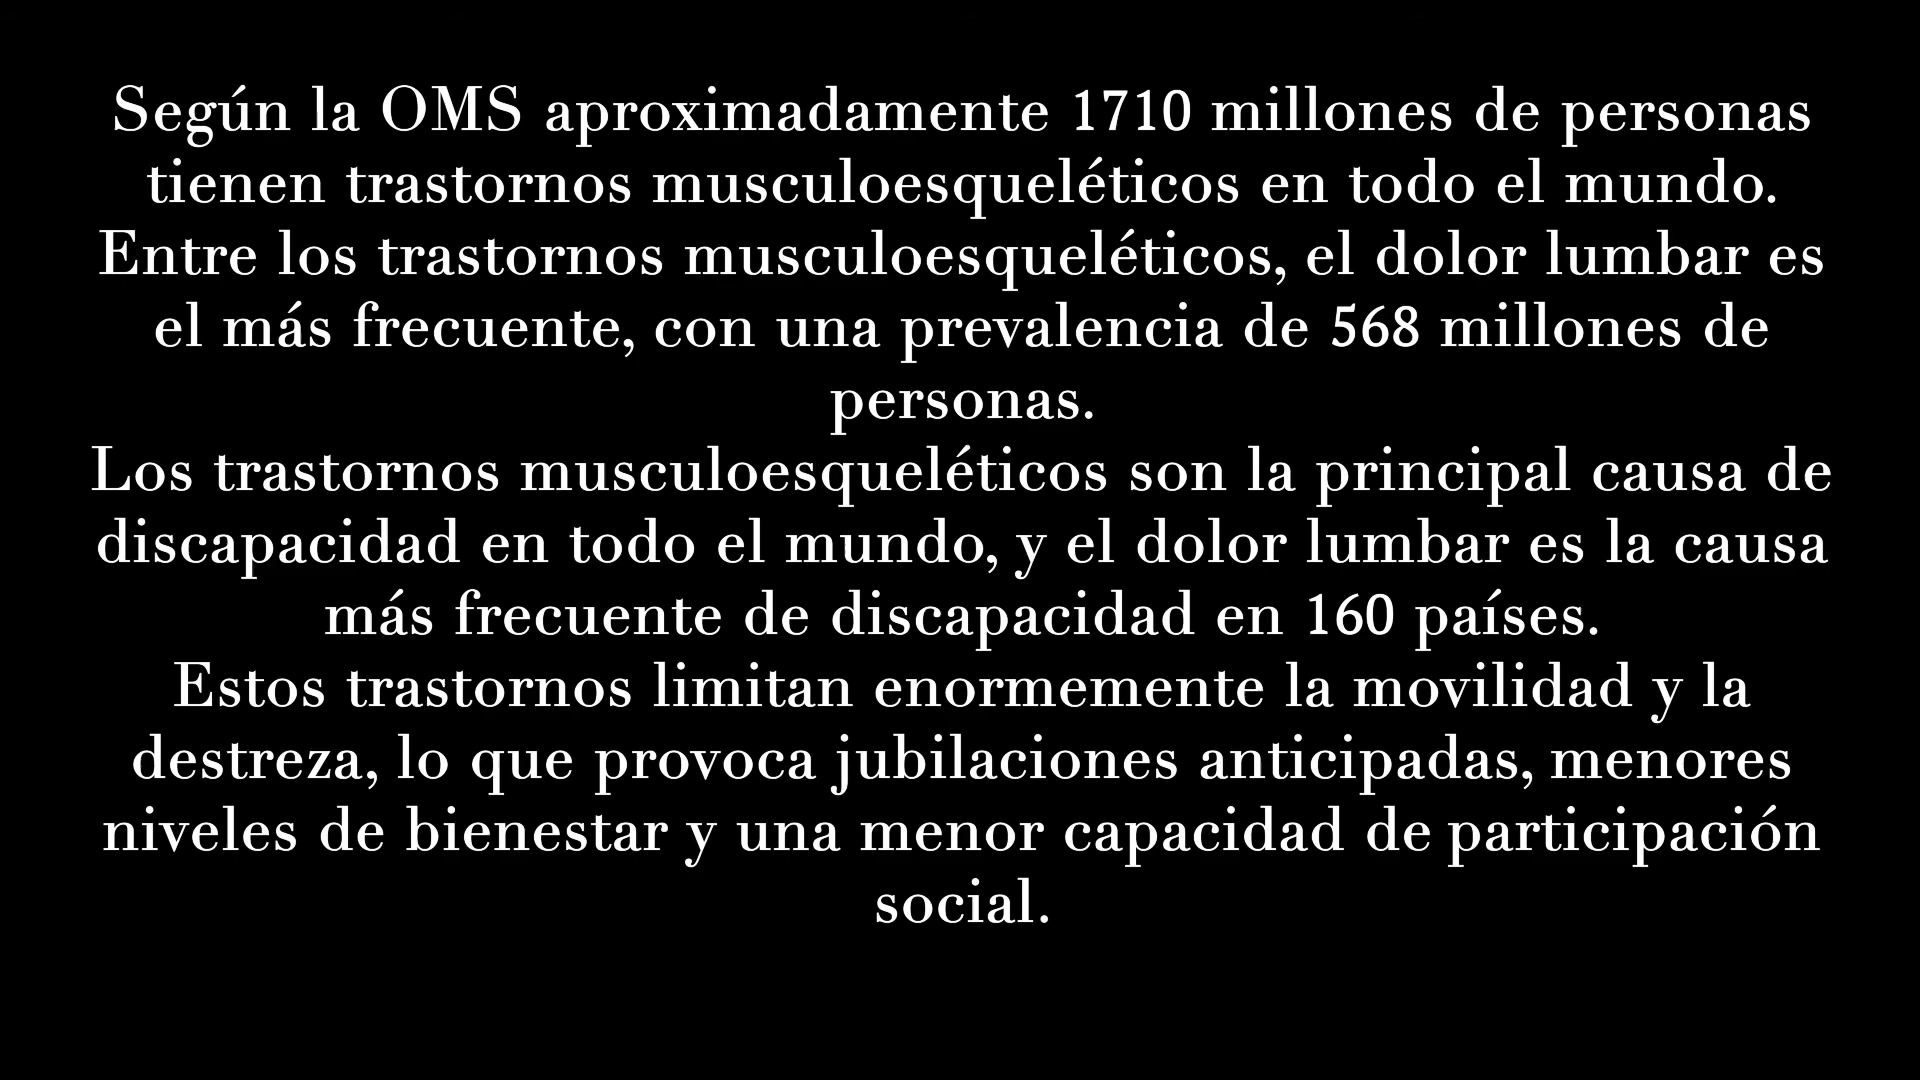 Según la OMS aproximadamente 1710 millones de personas
tienen trastornos musculoesqueléticos en todo el mundo.
Entre los trastornos musculoesqueléticos, el dolor lumbar es
el más frecuente, con una prevalencia de 568 millones de
personas.
Los trastornos musculoesqueléticos son la principal causa de
discapacidad en todo el mundo, y el dolor lumbar es la causa
más frecuente de discapacidad en 160 países.
Estos trastornos limitan enormemente la movilidad y la
destreza, lo que provoca jubilaciones anticipadas, menores
niveles de bienestar y una menor capacidad de participación
social.